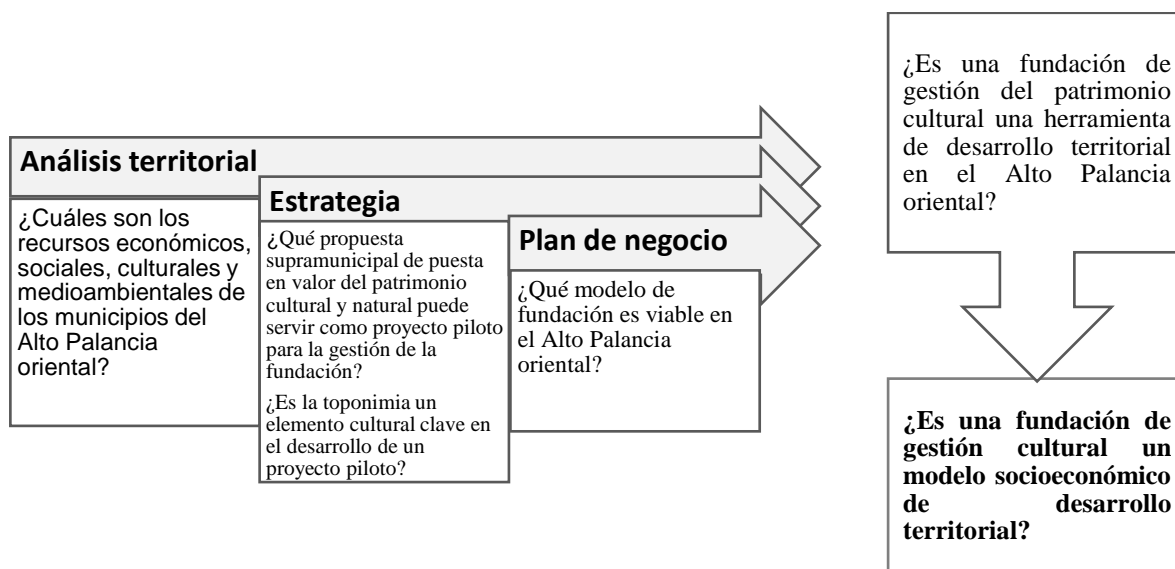 Análisis territorial
¿Cuáles son los
recursos económicos,
sociales, culturales y
medioambientales de
los municipios del
Alto Palancia
oriental?
Estrategia
¿Qué propuesta
supramunicipal de puesta
en valor del patrimonio
cultural y natural puede
servir como proyecto piloto
para la gestión de la
fundación?
¿Es la toponimia un
elemento cultural clave en
el desarrollo de un
proyecto piloto?
Plan de negocio
¿Qué modelo de
fundación es viable en
el Alto Palancia
oriental?
¿Es una fundación de
gestión del patrimonio
cultural una herramienta
de desarrollo territorial
en el Alto Palancia
oriental?
¿Es una fundación de
gestión cultural un
modelo socioeconómico
de desarrollo
territorial?